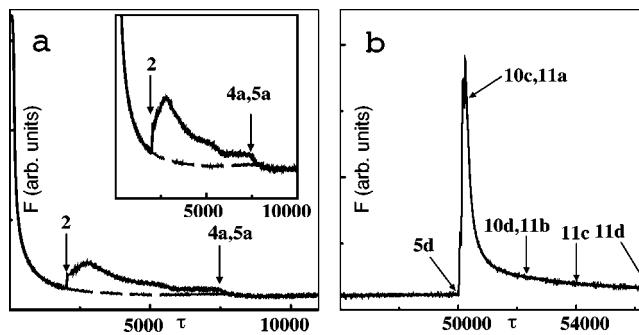 a
F (arb. units)
2
4a,5a
5000
10000
2
4a,5a
5000
τ
10000
b
F (arb. units)
10c,11a
5d
10d,11b
11c
11d
50000
τ
54000